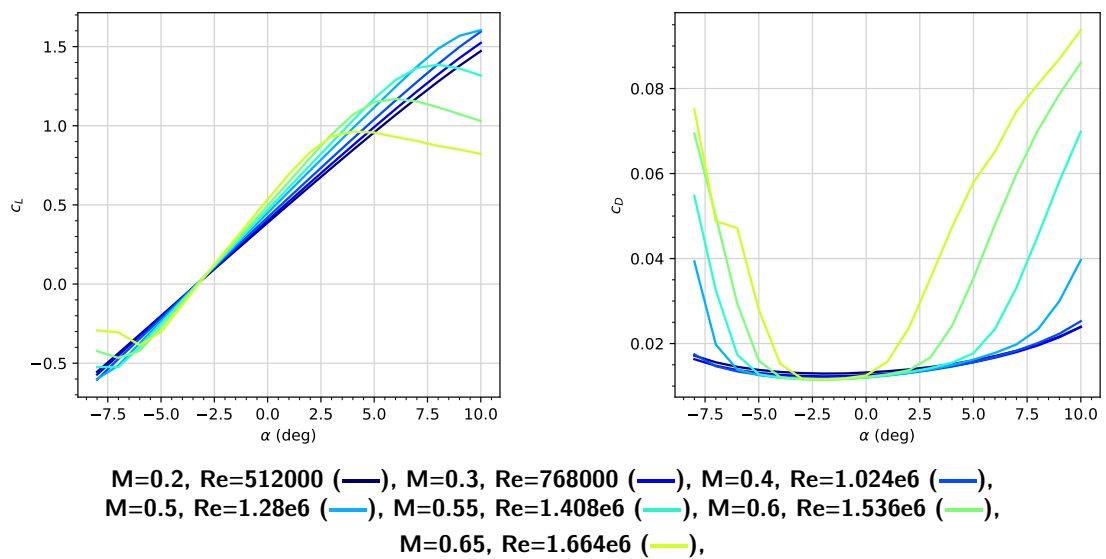 1.5
1.0
0.5
0.0
−0.5
c_L
−7.5 −5.0 −2.5 0.0 2.5 5.0 7.5 10.0
α (deg)
0.08
0.06
0.04
0.02
c_D
−7.5 −5.0 −2.5 0.0 2.5 5.0 7.5 10.0
α (deg)
M=0.2, Re=512000 (—), M=0.3, Re=768000 (—), M=0.4, Re=1.024e6 (—),
M=0.5, Re=1.28e6 (—), M=0.55, Re=1.408e6 (—), M=0.6, Re=1.536e6 (—),
M=0.65, Re=1.664e6 (—),